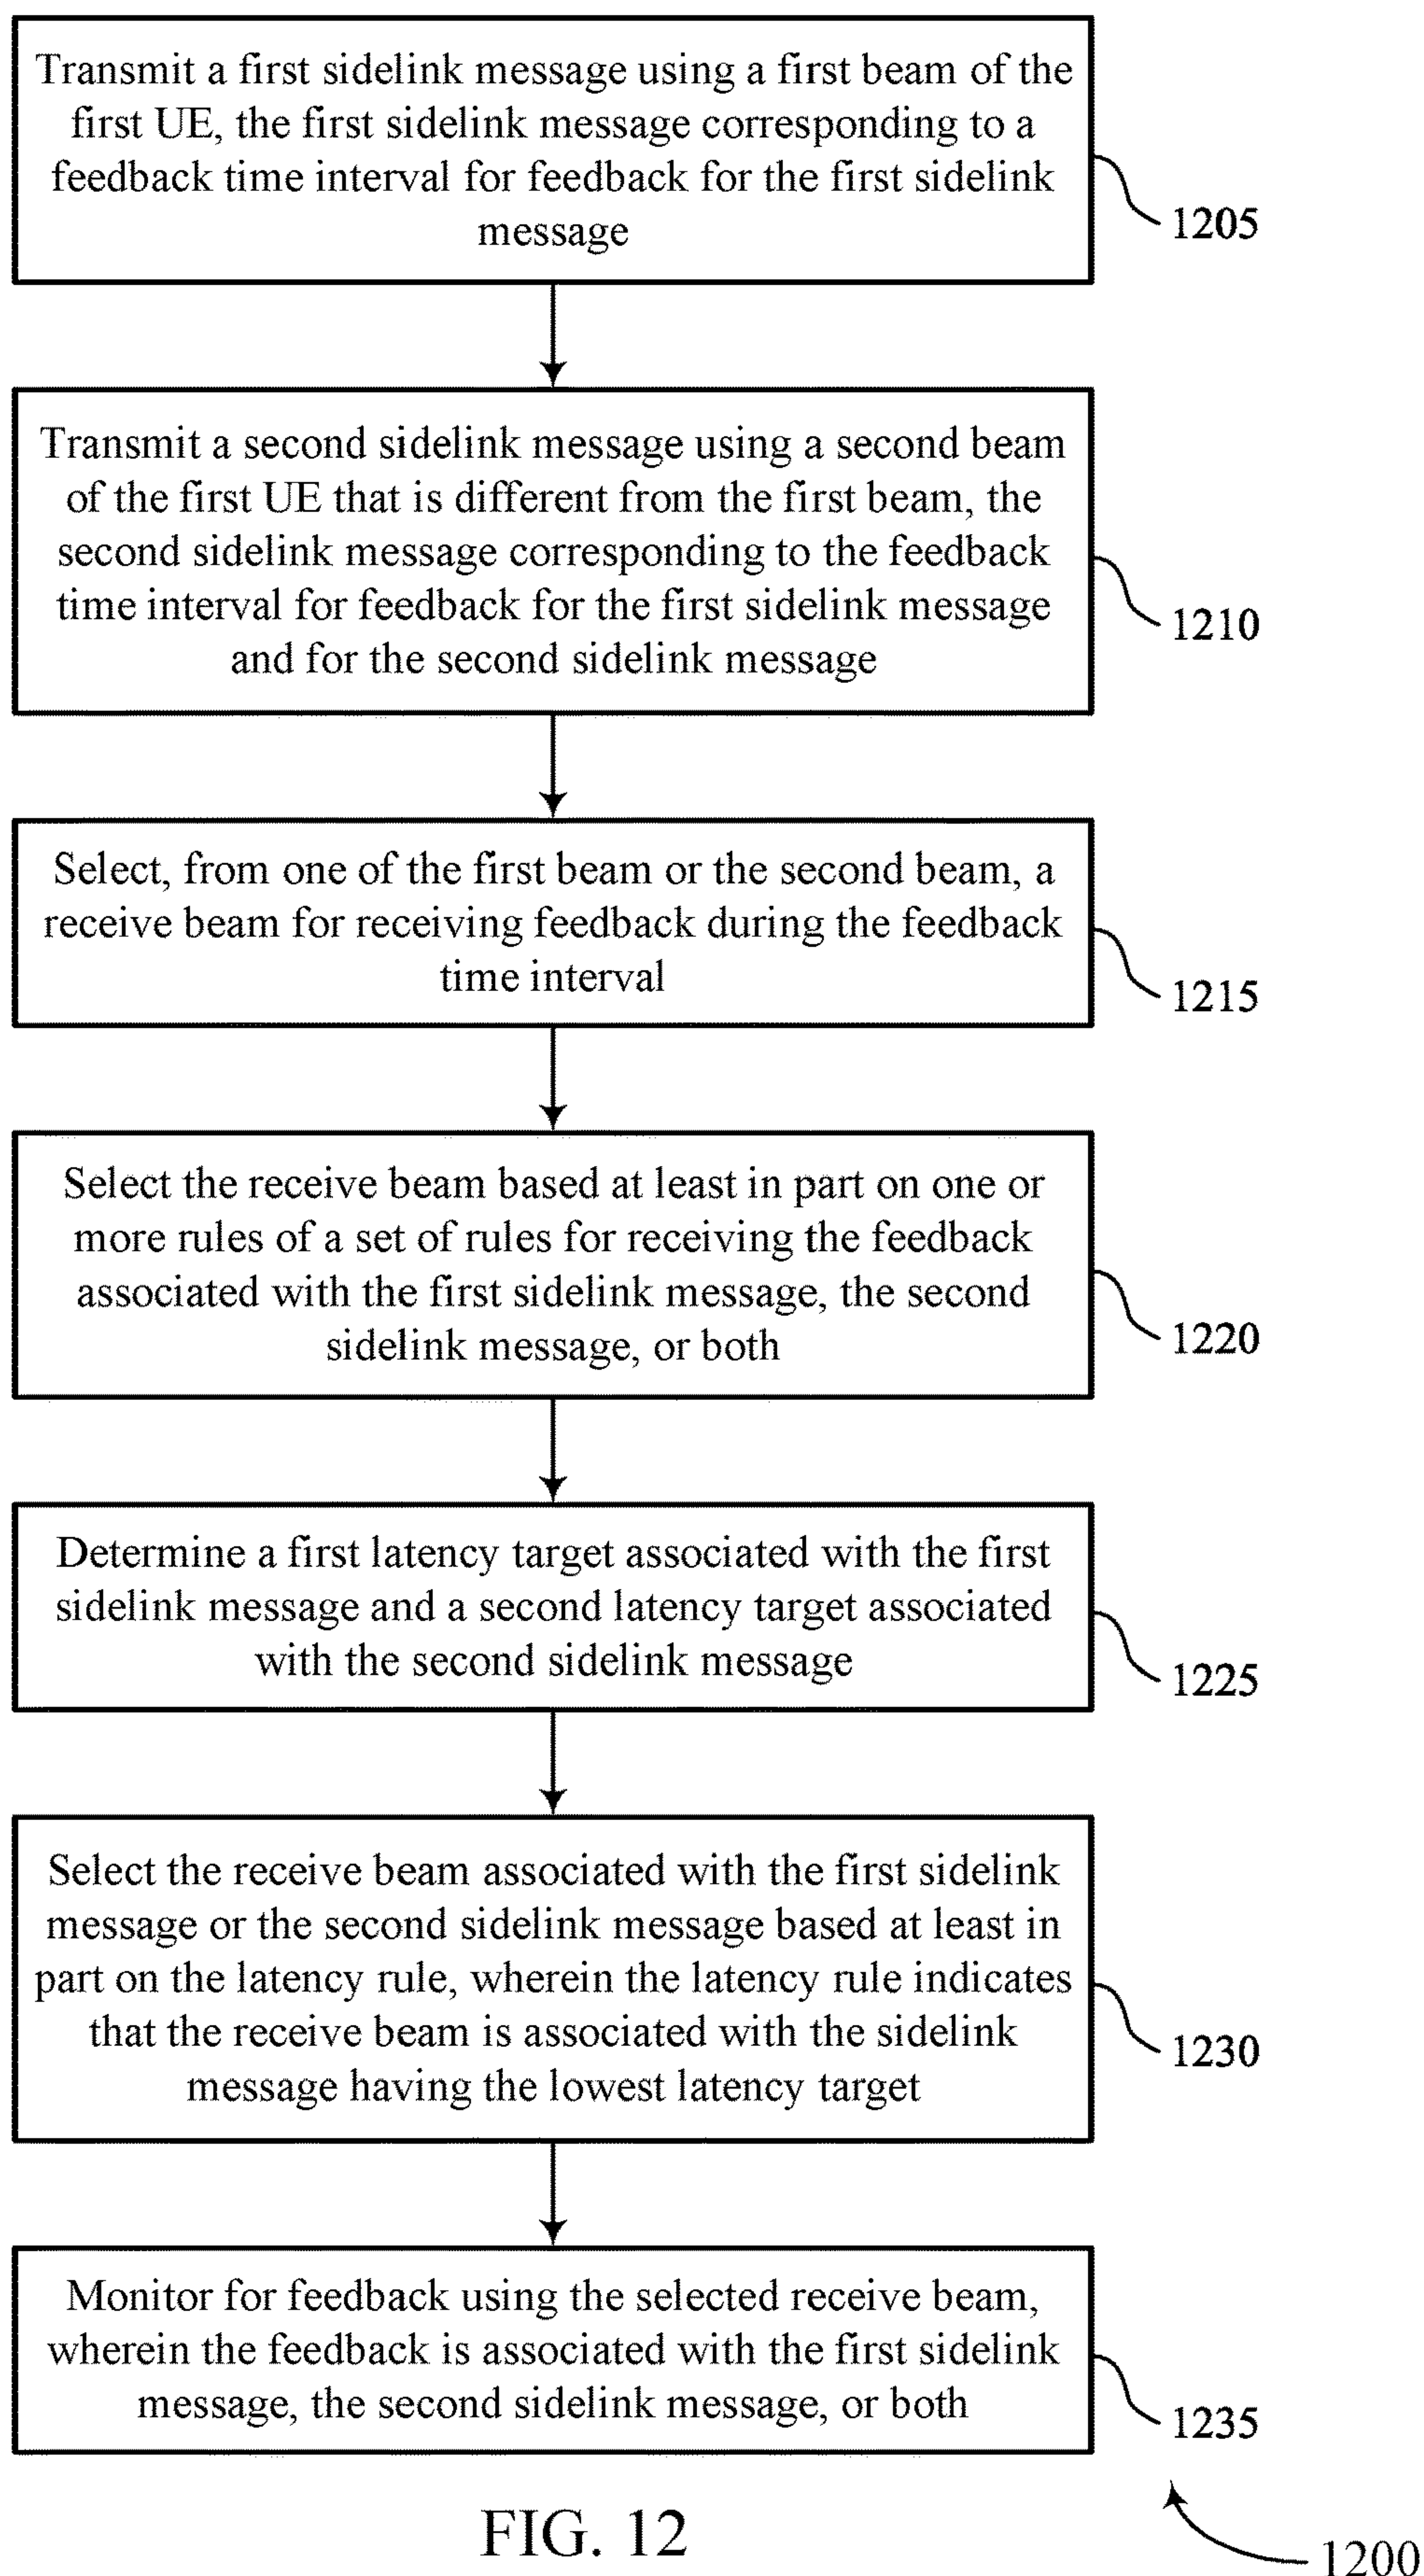 Transmit a first sidelink message using a first beam of the
first UE, the first sidelink message corresponding to a
feedback time interval for feedback for the first sidelink
message
1205
Transmit a second sidelink message using a second beam
of the first UE that is different from the first beam, the
second sidelink message corresponding to the feedback
time interval for feedback for the first sidelink message
and for the second sidelink message
1210
Select, from one of the first beam or the second beam, a
receive beam for receiving feedback during the feedback
time interval
1215
Select the receive beam based at least in part on one or
more rules of a set of rules for receiving the feedback
associated with the first sidelink message, the second
sidelink message, or both
1220
Determine a first latency target associated with the first
sidelink message and a second latency target associated
with the second sidelink message
1225
Select the receive beam associated with the first sidelink
message or the second sidelink message based at least in
part on the latency rule, wherein the latency rule indicates
that the receive beam is associated with the sidelink
message having the lowest latency target
1230
Monitor for feedback using the selected receive beam,
wherein the feedback is associated with the first sidelink
message, the second sidelink message, or both
1235
FIG. 12
1200